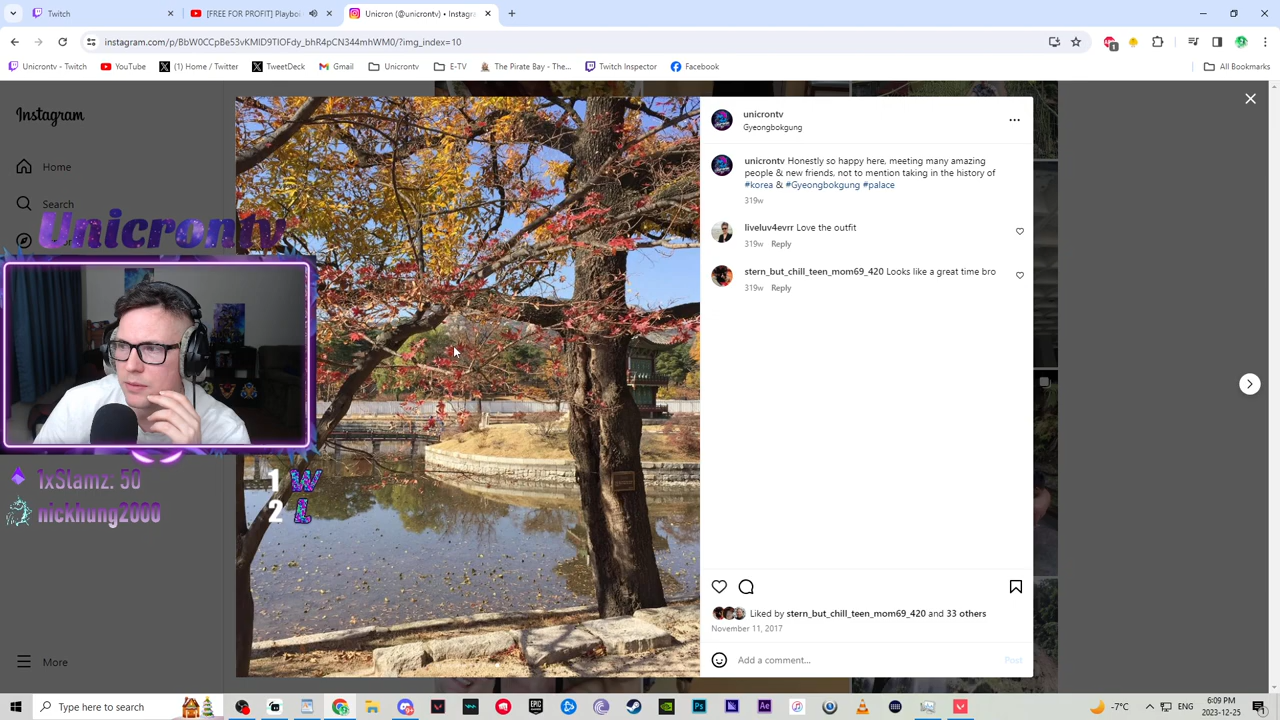 Twitch
[FREE FOR PROFIT] Playboi
Unicron (@unicrontv) • Instag
instagram.com/p/BbW0CCpBe53vKMlD9TlOFdy_bhR4pCN344mhWM0/?img_index=10
1
Unicrontv - Twitch
YouTube
(1) Home / Twitter
TweetDeck
Gmail
Unicrontv
E-TV
The Pirate Bay - The...
Twitch Inspector
Facebook
All Bookmarks
Instagram
Home
Search
Unicrontv
1xSlamz: 50
nickhung2000
1 W
2 L
More
unicrontv
Gyeongbokgung
unicrontv Honestly so happy here, meeting many amazing
people & new friends, not to mention taking in the history of
#korea & #Gyeongbokgung #palace
319w
liveluv4evrr Love the outfit
319w Reply
stern_but_chill_teen_mom69_420 Looks like a great time bro
319w Reply
Liked by stern_but_chill_teen_mom69_420 and 33 others
November 11, 2017
Add a comment...
Post
Type here to search
-7°C
ENG
6:09 PM
2023-12-25